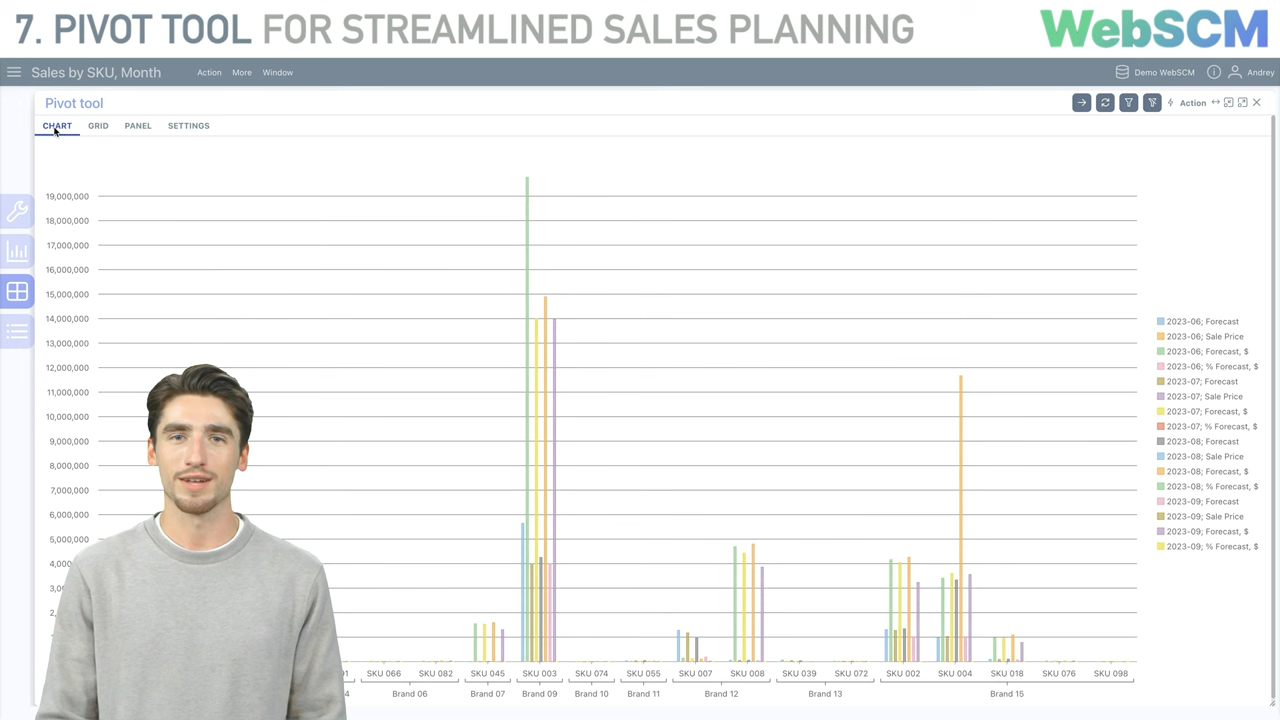 7. PIVOT TOOL FOR STREAMLINED SALES PLANNING
WebSCM
Sales by SKU, Month
Action
More
Window
Demo WebSCM
Andrey
Pivot tool
Action
CHART
GRID
PANEL
SETTINGS
19,000,000
18,000,000
17,000,000
16,000,000
15,000,000
14,000,000
13,000,000
12,000,000
11,000,000
10,000,000
9,000,000
8,000,000
7,000,000
6,000,000
5,000,000
2023-06; Forecast
2023-06; Sale Price
2023-06; Forecast, $
2023-06; % Forecast, $
2023-07; Forecast
2023-07; Sale Price
2023-07; Forecast, $
2023-07; % Forecast, $
2023-08; Forecast
2023-08; Sale Price
2023-08; Forecast, $
2023-08; % Forecast, $
2023-09; Forecast
2023-09; Sale Price
2023-09; Forecast, $
2023-09; % Forecast, $
SKU 066 SKU 082 SKU 045 SKU 003 SKU 074 SKU 055 SKU 007 SKU 008 SKU 039 SKU 072 SKU 002 SKU 004 SKU 018 SKU 076 SKU 098
Brand 06 Brand 07 Brand 09 Brand 10 Brand 11 Brand 12 Brand 13 Brand 15